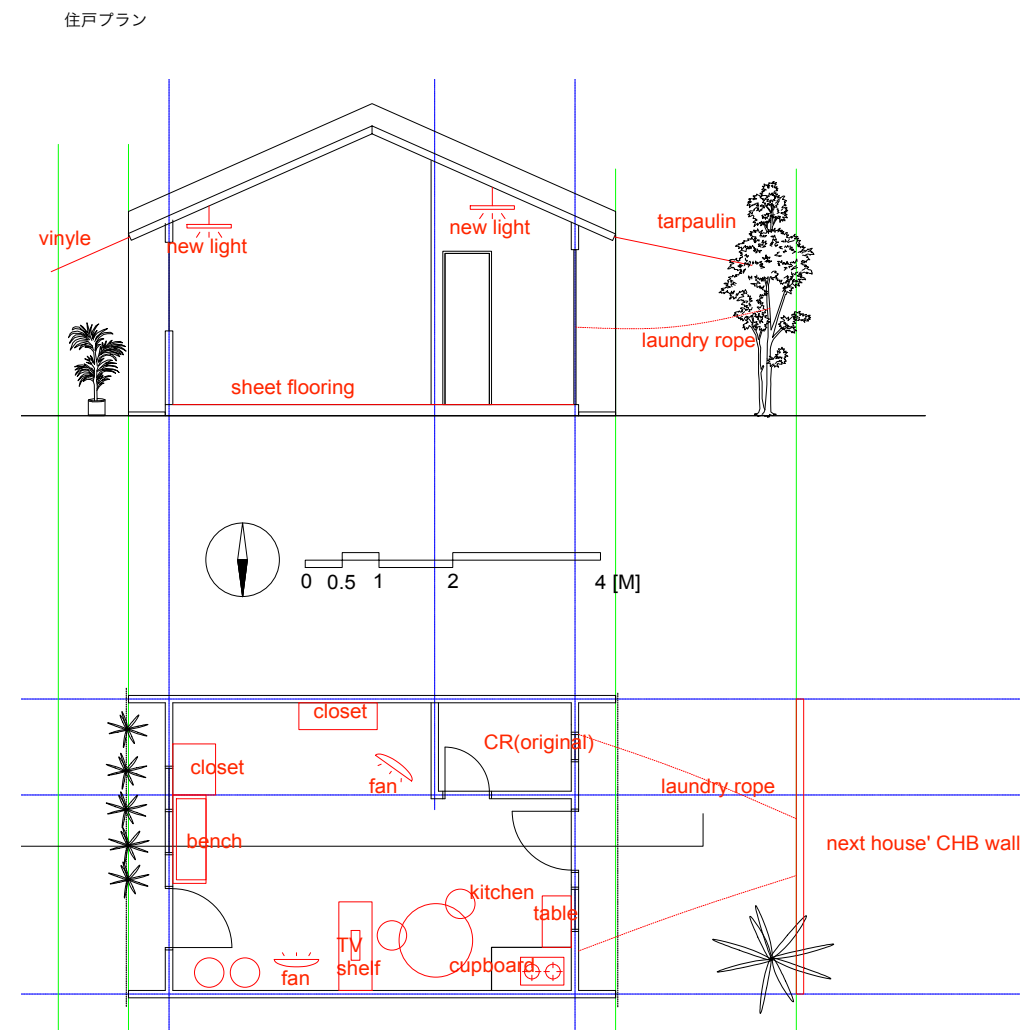 住戸プラン
vinyle
new light
new light
tarpaulin
laundry rope
sheet flooring
0 0.5 1 2 4 [M]
closet
CR(original)
closet
fan
laundry rope
bench
next house' CHB wall
kitchen
table
TV
shelf
cupboard
fan